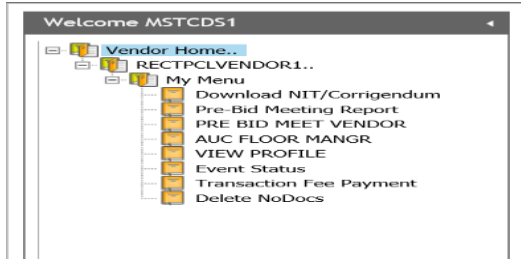 Welcome MSTCDS1
Vendor Home..
RECTPCLVENDOR1..
My Menu
Download NIT/Corrigendum
Pre-Bid Meeting Report
PRE BID MEET VENDOR
AUC FLOOR MANGR
VIEW PROFILE
Event Status
Transaction Fee Payment
Delete NoDocs